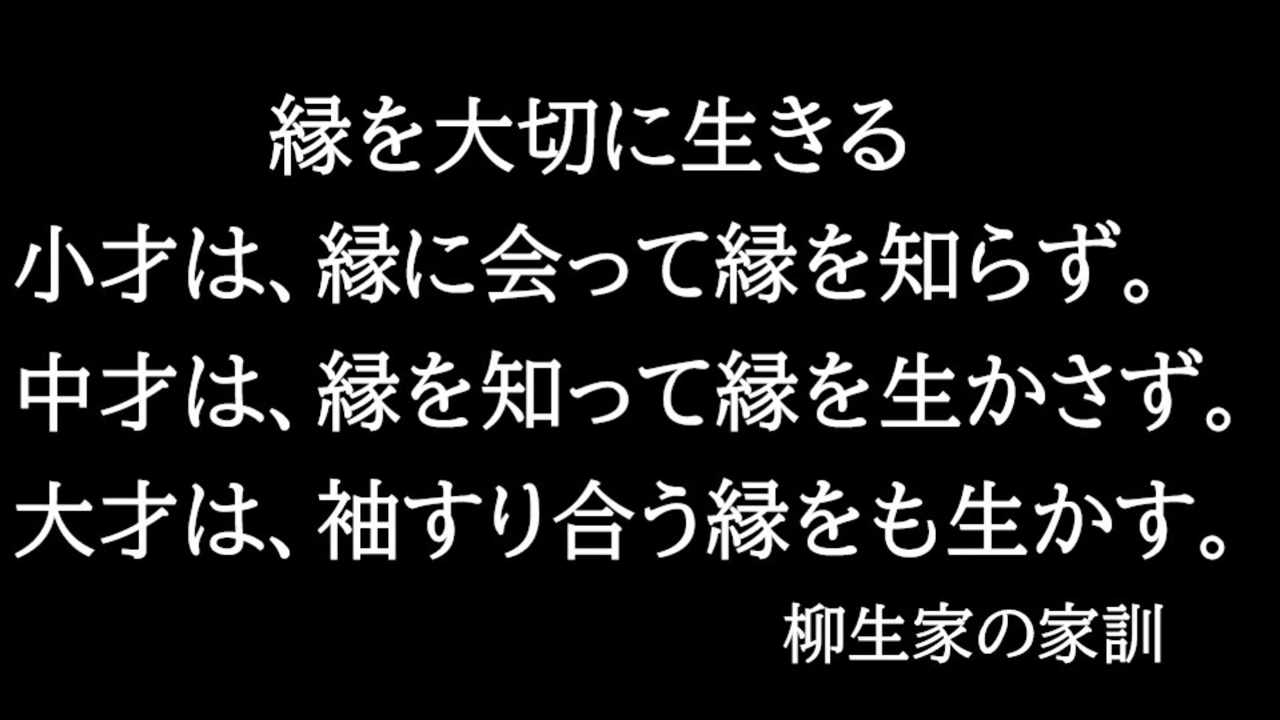 縁を大切に生きる
小才は、縁に会って縁を知らず。
中才は、縁を知って縁を生かさず。
大才は、袖すり合う縁をも生かす。
柳生家の家訓